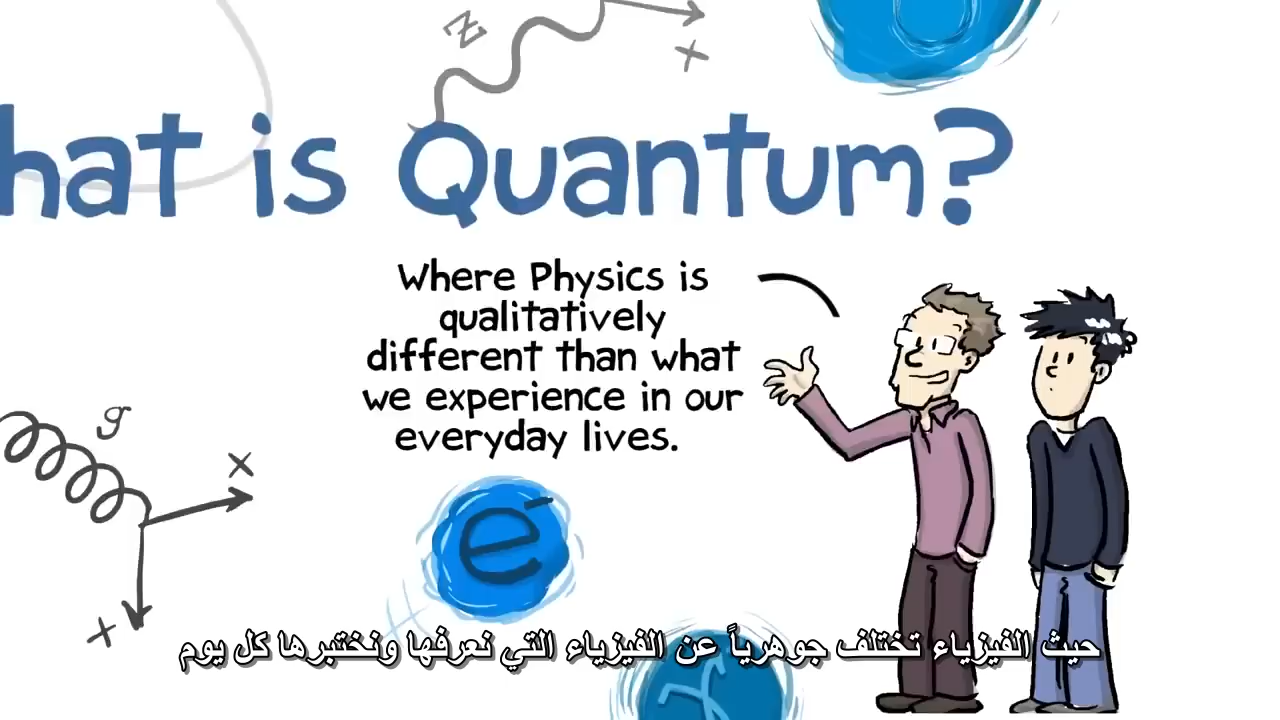 Z
x
hat is Quantum?
Where Physics is
qualitatively
different than what
we experience in our
everyday lives.
g
x
x
e⁻
حيث الفيزياء تختلف جوهرياً عن الفيزياء التي نعرفها ونختبرها كل يوم